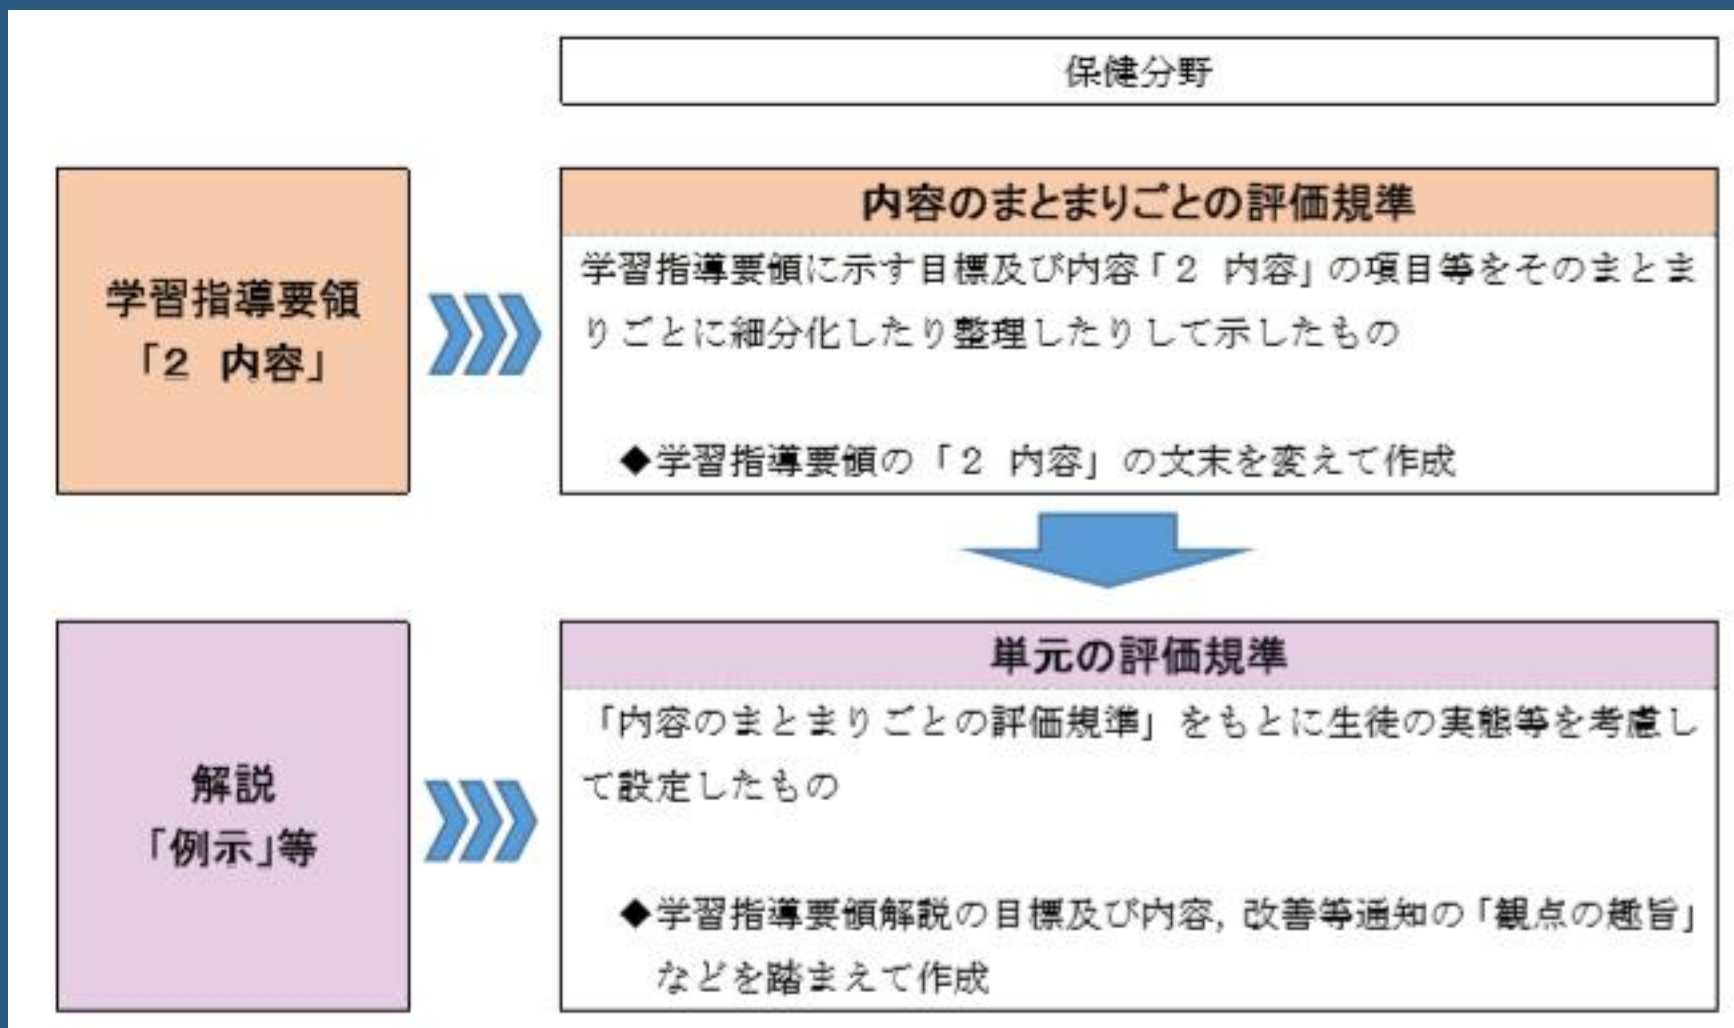 保健分野
学習指導要領
「2 内容」
内容のまとまりごとの評価規準
学習指導要領に示す目標及び内容「2 内容」の項目等をそのまとま
りごとに細分化したり整理したりして示したもの
◆学習指導要領の「2 内容」の文末を変えて作成
解説
「例示」等
単元の評価規準
「内容のまとまりごとの評価規準」をもとに生徒の実態等を考慮し
て設定したもの
◆学習指導要領解説の目標及び内容，改善等通知の「観点の趣旨」
などを踏まえて作成